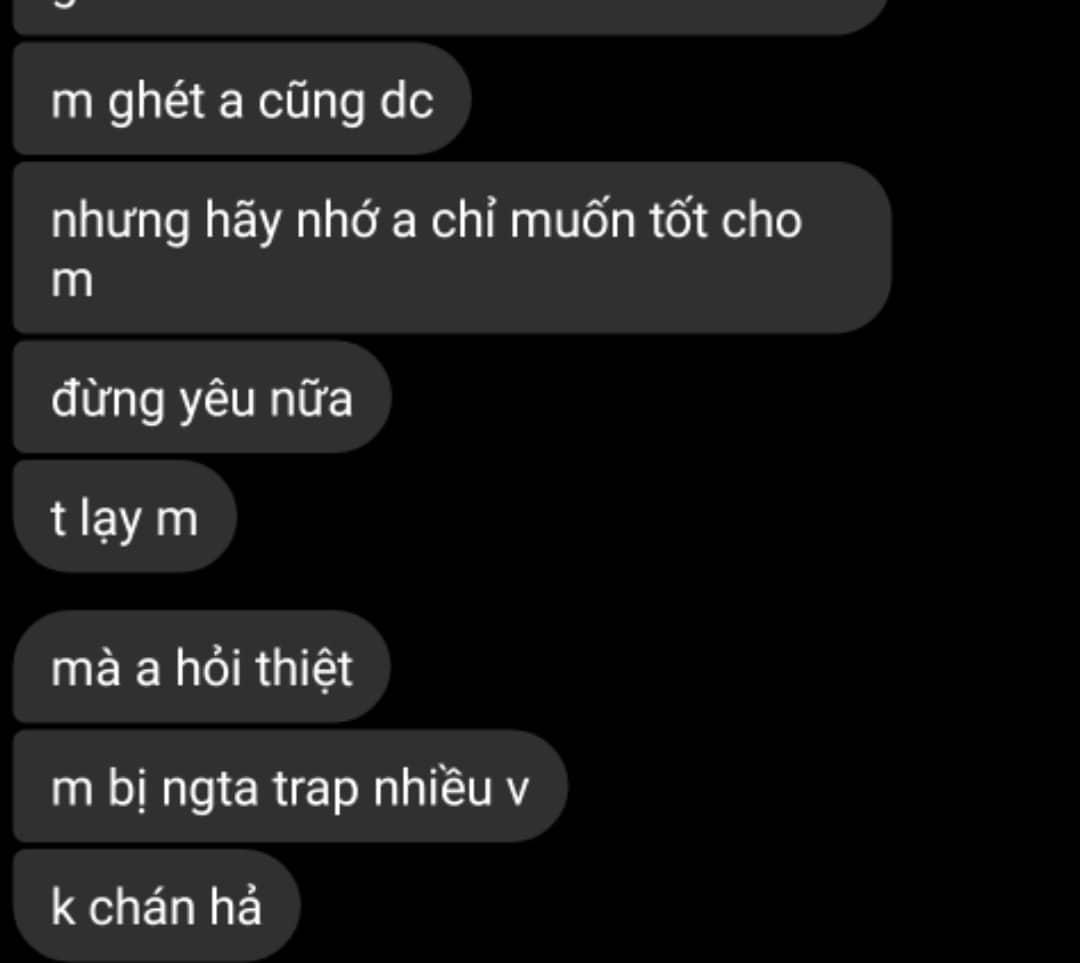 m ghét a cũng dc
nhưng hãy nhớ a chỉ muốn tốt cho
m
đừng yêu nữa
t lạy m
mà a hỏi thiệt
m bị ngta trap nhiều v
k chán hả